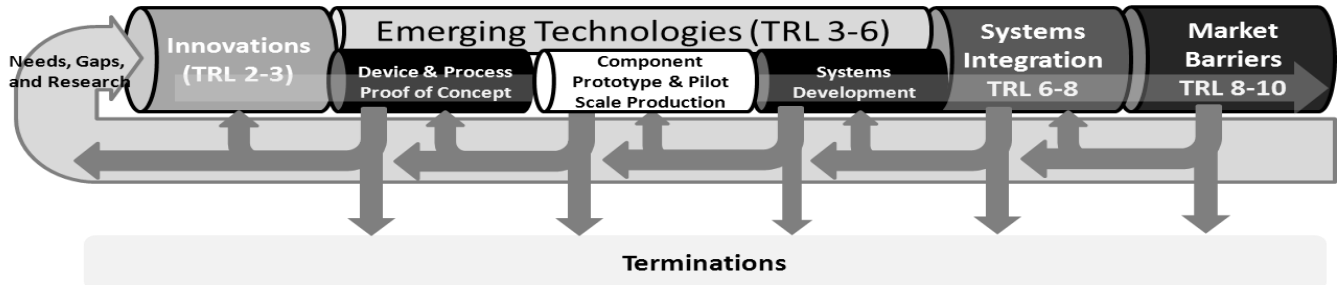 Needs, Gaps,
and Research
Innovations
(TRL 2-3)
Emerging Technologies (TRL 3-6)
Device & Process
Proof of Concept
Component
Prototype & Pilot
Scale Production
Systems
Development
Systems
Integration
TRL 6-8
Market
Barriers
TRL 8-10
Terminations